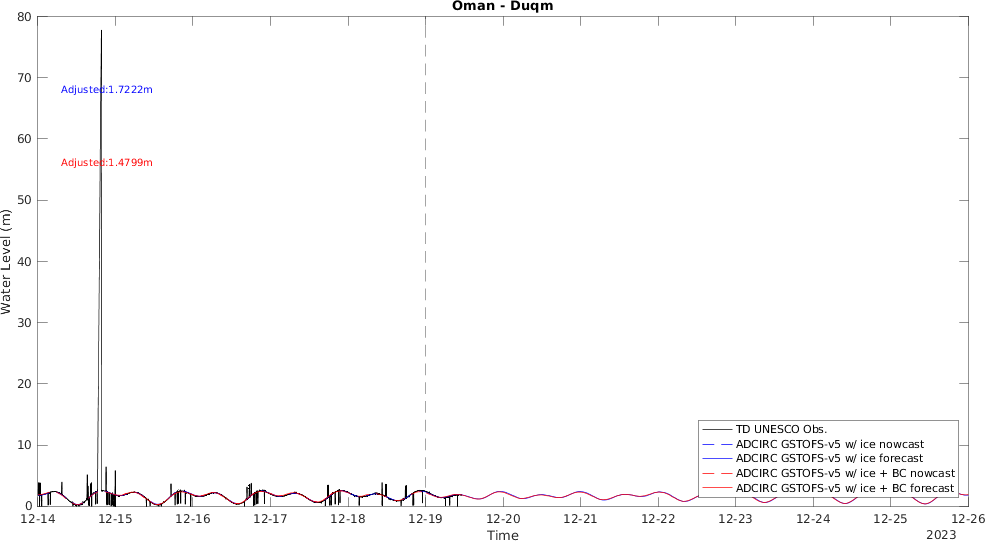 Oman - Duqm
80
70
60
50
40
30
20
10
0
Water Level (m)
Adjusted:1.7222m
Adjusted:1.4799m
TD UNESCO Obs.
ADCIRC GSTOFS-v5 w/ ice nowcast
ADCIRC GSTOFS-v5 w/ ice forecast
ADCIRC GSTOFS-v5 w/ ice + BC nowcast
ADCIRC GSTOFS-v5 w/ ice + BC forecast
12-14 12-15 12-16 12-17 12-18 12-19 12-20 12-21 12-22 12-23 12-24 12-25 12-26
Time
2023